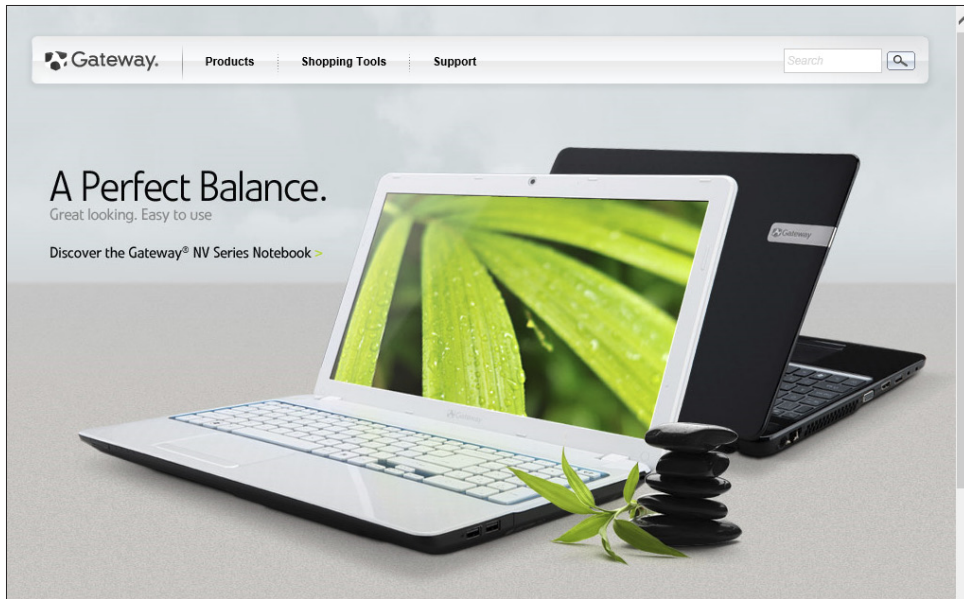 Gateway.
Products
Shopping Tools
Support
Search
A Perfect Balance.
Great looking. Easy to use
Discover the Gateway® NV Series Notebook >
Gateway
Gateway